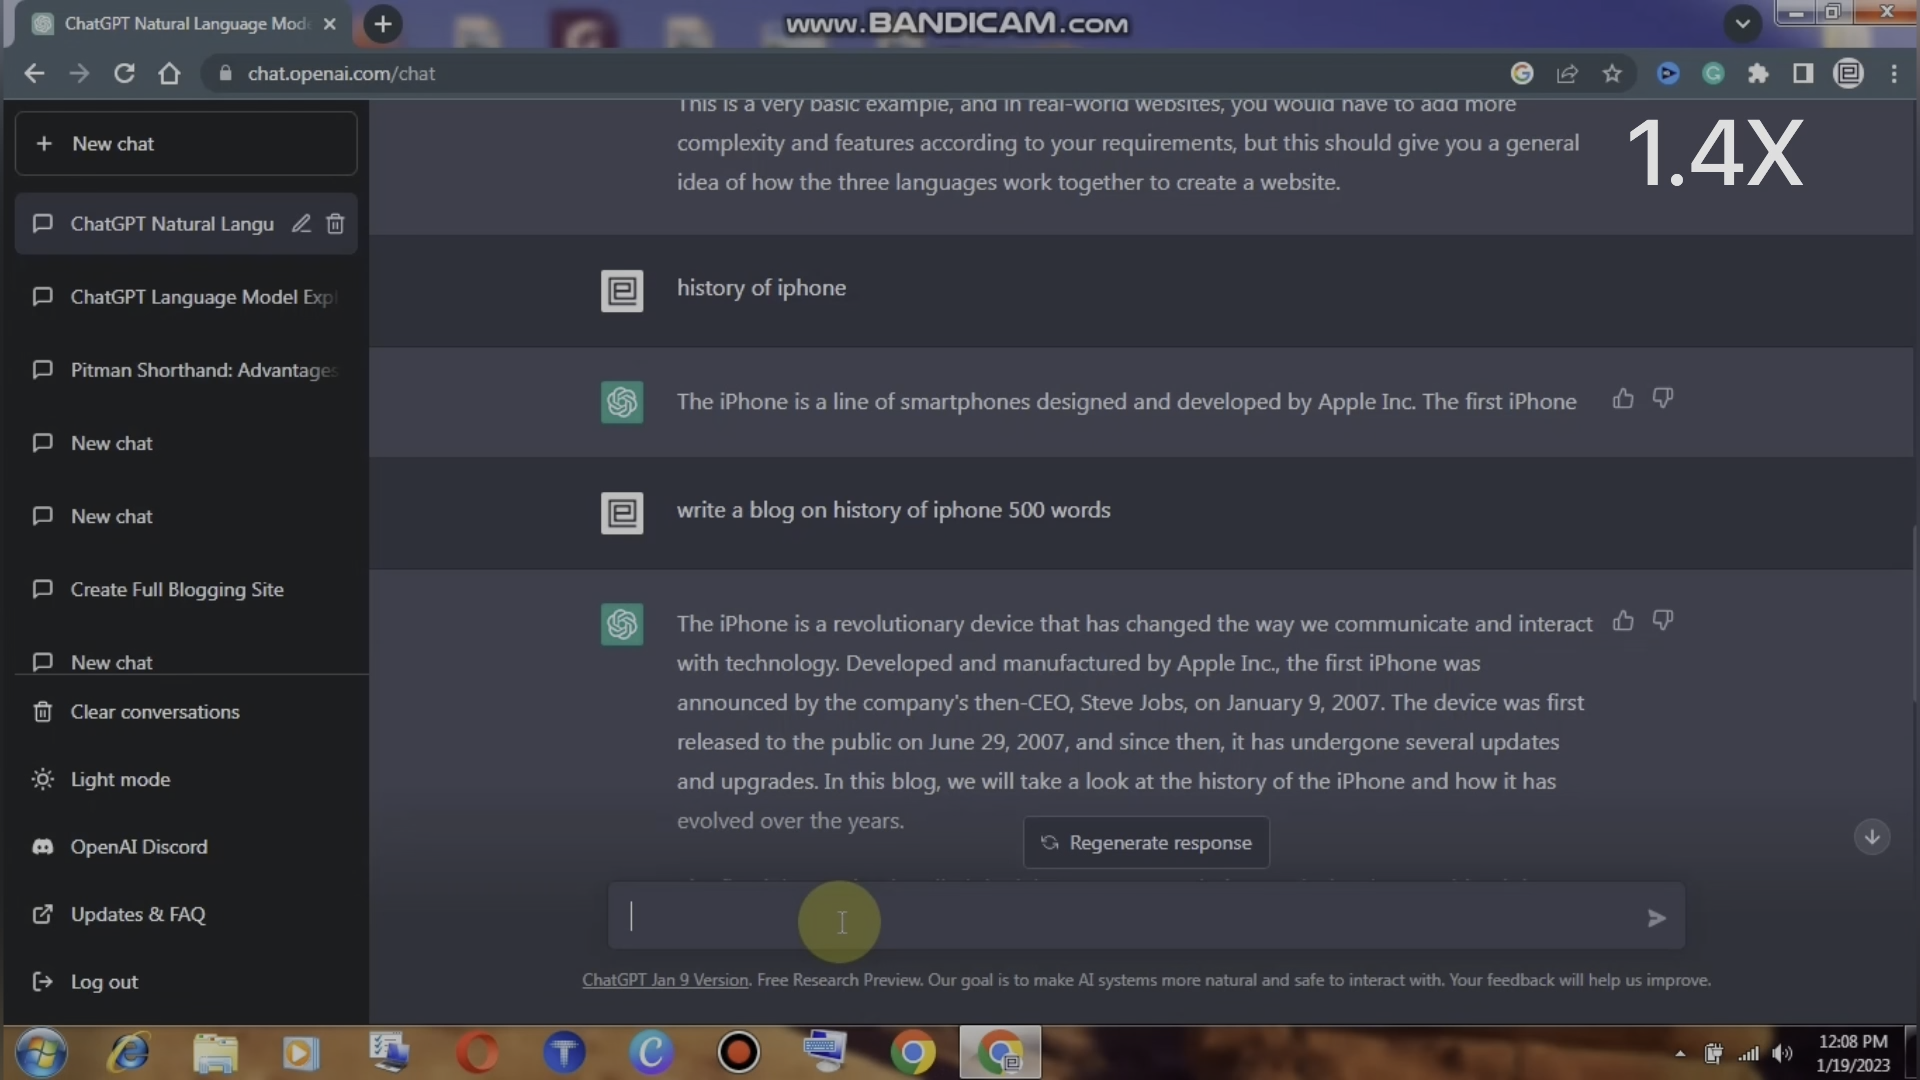 ChatGPT Natural Language Mod
www.BANDICAM.com
chat.openai.com/chat
1.4X
New chat
ChatGPT Natural Langu
ChatGPT Language Model Expl
Pitman Shorthand: Advantages
New chat
New chat
Create Full Blogging Site
New chat
Clear conversations
Light mode
OpenAI Discord
Updates & FAQ
Log out
This is a very basic example, and in real-world websites, you would have to add more
complexity and features according to your requirements, but this should give you a general
idea of how the three languages work together to create a website.
history of iphone
The iPhone is a line of smartphones designed and developed by Apple Inc. The first iPhone
write a blog on history of iphone 500 words
The iPhone is a revolutionary device that has changed the way we communicate and interact
with technology. Developed and manufactured by Apple Inc., the first iPhone was
announced by the company's then-CEO, Steve Jobs, on January 9, 2007. The device was first
released to the public on June 29, 2007, and since then, it has undergone several updates
and upgrades. In this blog, we will take a look at the history of the iPhone and how it has
evolved over the years.
Regenerate response
ChatGPT Jan 9 Version. Free Research Preview. Our goal is to make AI systems more natural and safe to interact with. Your feedback will help us improve.
12:08 PM
1/19/2023